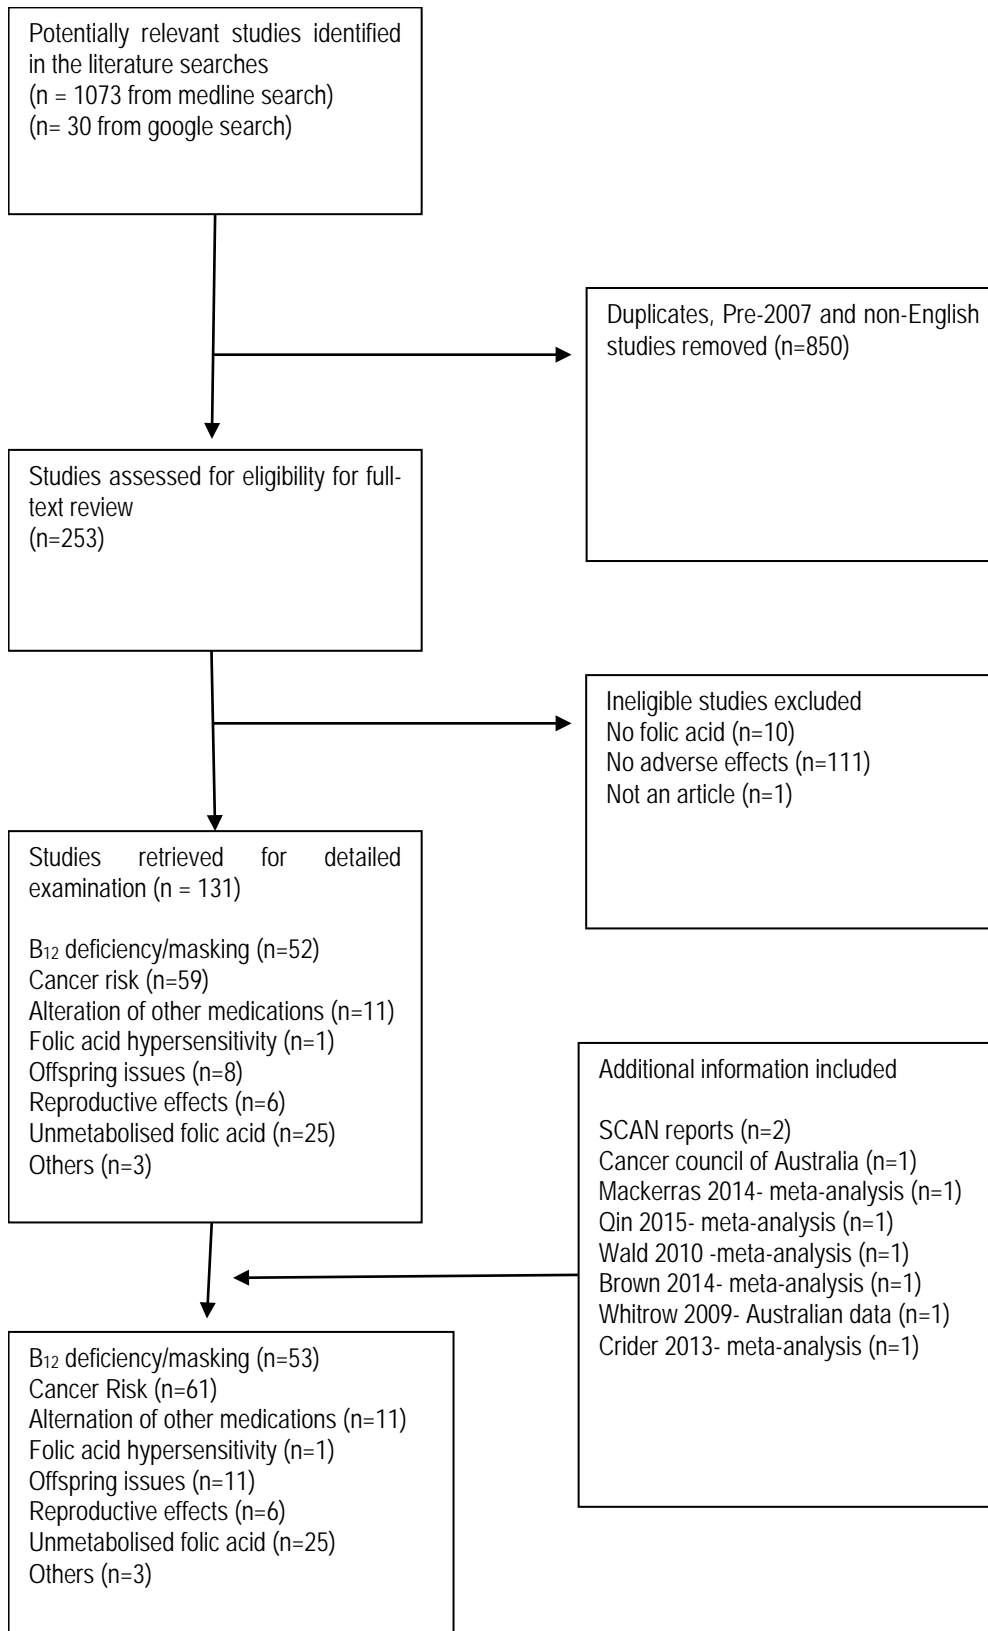 Potentially relevant studies identified
in the literature searches
(n = 1073 from medline search)
(n= 30 from google search)
Duplicates, Pre-2007 and non-English
studies removed (n=850)
Studies assessed for eligibility for full-
text review
(n=253)
Ineligible studies excluded
No folic acid (n=10)
No adverse effects (n=111)
Not an article (n=1)
Studies retrieved for detailed
examination (n = 131)
B₁₂ deficiency/masking (n=52)
Cancer risk (n=59)
Alteration of other medications (n=11)
Folic acid hypersensitivity (n=1)
Offspring issues (n=8)
Reproductive effects (n=6)
Unmetabolised folic acid (n=25)
Others (n=3)
Additional information included
SCAN reports (n=2)
Cancer council of Australia (n=1)
Mackerras 2014- meta-analysis (n=1)
Qin 2015- meta-analysis (n=1)
Wald 2010 -meta-analysis (n=1)
Brown 2014- meta-analysis (n=1)
Whitrow 2009- Australian data (n=1)
Crider 2013- meta-analysis (n=1)
B₁₂ deficiency/masking (n=53)
Cancer Risk (n=61)
Alternation of other medications (n=11)
Folic acid hypersensitivity (n=1)
Offspring issues (n=11)
Reproductive effects (n=6)
Unmetabolised folic acid (n=25)
Others (n=3)